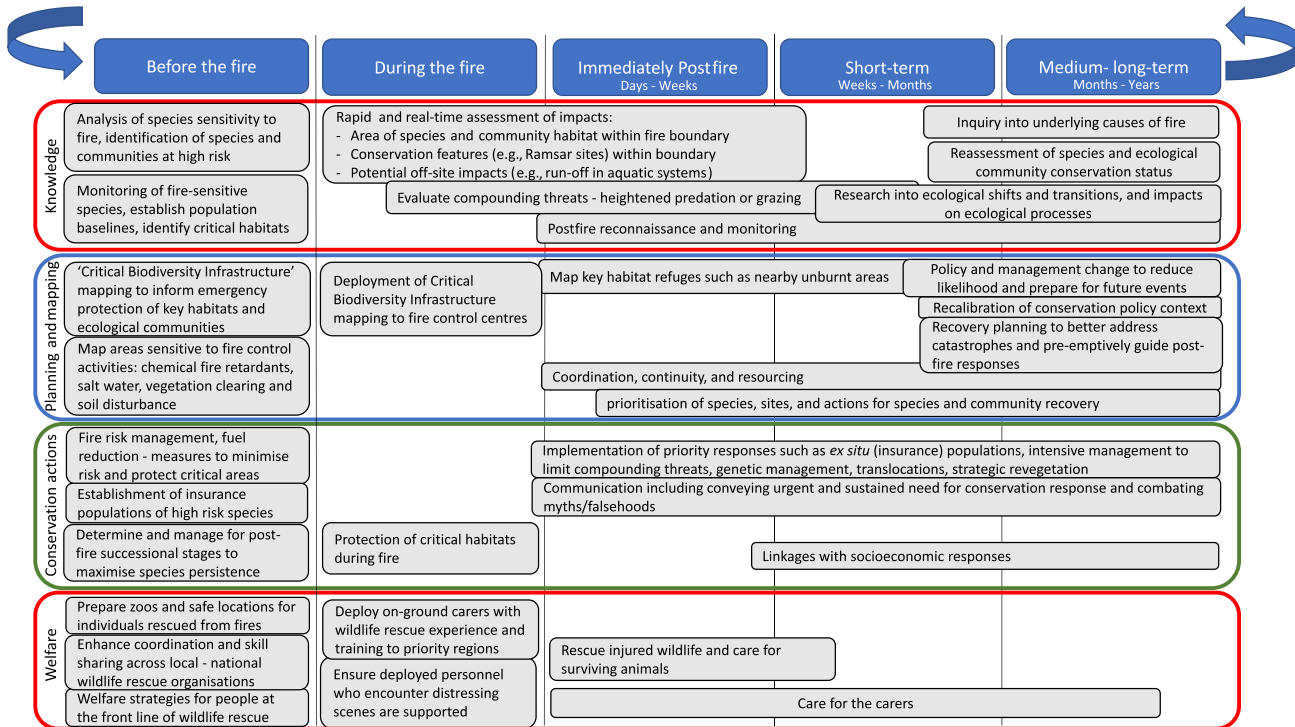 Before the fire
During the fire
Immediately Postfire
Days - Weeks
Short-term
Weeks - Months
Medium- long-term
Months - Years
Knowledge
Analysis of species sensitivity to
fire, identification of species and
communities at high risk
Monitoring of fire-sensitive
species, establish population
baselines, identify critical habitats
Rapid and real-time assessment of impacts:
- Area of species and community habitat within fire boundary
- Conservation features (e.g., Ramsar sites) within boundary
- Potential off-site impacts (e.g., run-off in aquatic systems)
Evaluate compounding threats - heightened predation or grazing
Postfire reconnaissance and monitoring
Inquiry into underlying causes of fire
Reassessment of species and ecological
community conservation status
Research into ecological shifts and transitions, and impacts
on ecological processes
Planning and mapping
‘Critical Biodiversity Infrastructure’
mapping to inform emergency
protection of key habitats and
ecological communities
Map areas sensitive to fire control
activities: chemical fire retardants,
salt water, vegetation clearing and
soil disturbance
Deployment of Critical
Biodiversity Infrastructure
mapping to fire control centres
Map key habitat refuges such as nearby unburnt areas
Policy and management change to reduce
likelihood and prepare for future events
Recalibration of conservation policy context
Recovery planning to better address
catastrophes and pre-emptively guide post-
fire responses
Coordination, continuity, and resourcing
prioritisation of species, sites, and actions for species and community recovery
Conservation actions
Fire risk management, fuel
reduction - measures to minimise
risk and protect critical areas
Establishment of insurance
populations of high risk species
Determine and manage for post-
fire successional stages to
maximise species persistence
Protection of critical habitats
during fire
Implementation of priority responses such as ex situ (insurance) populations, intensive management to
limit compounding threats, genetic management, translocations, strategic revegetation
Communication including conveying urgent and sustained need for conservation response and combating
myths/falsehoods
Linkages with socioeconomic responses
Welfare
Prepare zoos and safe locations for
individuals rescued from fires
Enhance coordination and skill
sharing across local - national
wildlife rescue organisations
Welfare strategies for people at
the front line of wildlife rescue
Deploy on-ground carers with
wildlife rescue experience and
training to priority regions
Ensure deployed personnel
who encounter distressing
scenes are supported
Rescue injured wildlife and care for
surviving animals
Care for the carers